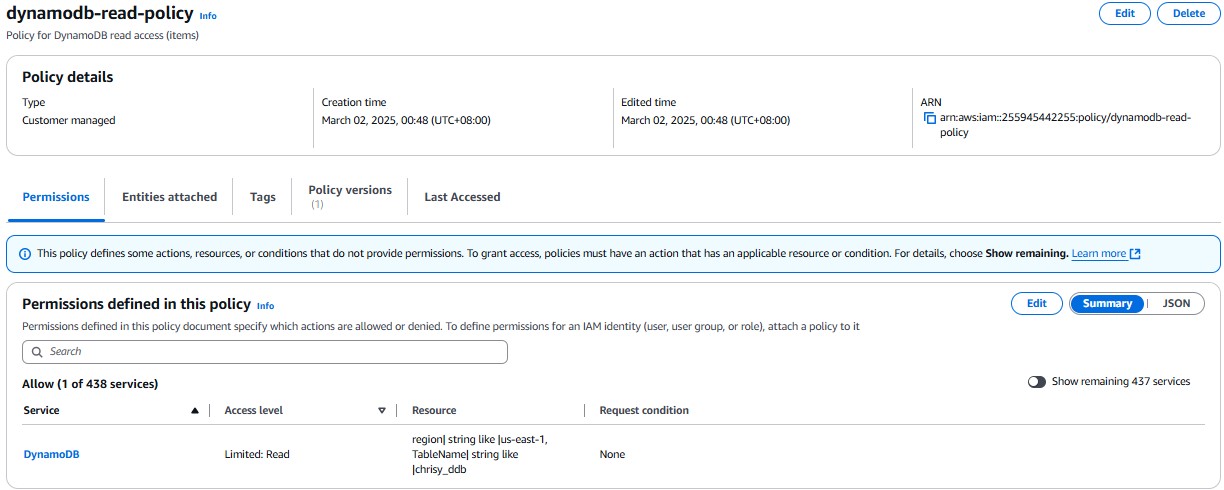 dynamodb-read-policy Info
Edit
Delete
Policy for DynamoDB read access (items)
Policy details
Type
Customer managed
Creation time
March 02, 2025, 00:48 (UTC+08:00)
Edited time
March 02, 2025, 00:48 (UTC+08:00)
ARN
arn:aws:iam::255945442255:policy/dynamodb-read-
policy
Permissions
Entities attached
Tags
Policy versions
(1)
Last Accessed
This policy defines some actions, resources, or conditions that do not provide permissions. To grant access, policies must have an action that has an applicable resource or condition. For details, choose Show remaining. Learn more
Permissions defined in this policy Info
Edit
Summary
JSON
Permissions defined in this policy document specify which actions are allowed or denied. To define permissions for an IAM identity (user, user group, or role), attach a policy to it
Search
Allow (1 of 438 services)
Show remaining 437 services
Service
Access level
Resource
Request condition
DynamoDB
Limited: Read
region| string like |us-east-1,
TableName| string like
|chrisy_ddb
None